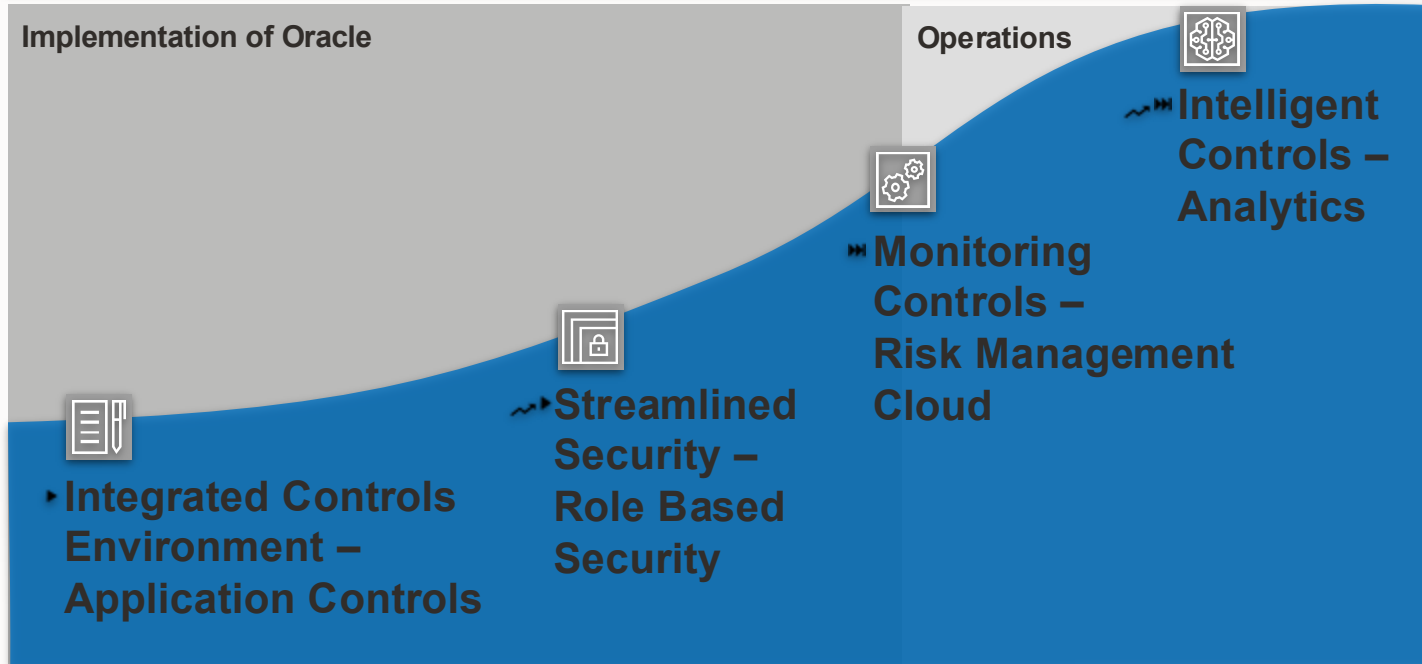 Implementation of Oracle
Operations
Intelligent
Controls –
Analytics
Monitoring
Controls –
Risk Management
Cloud
Streamlined
Security –
Role Based
Security
Integrated Controls
Environment –
Application Controls